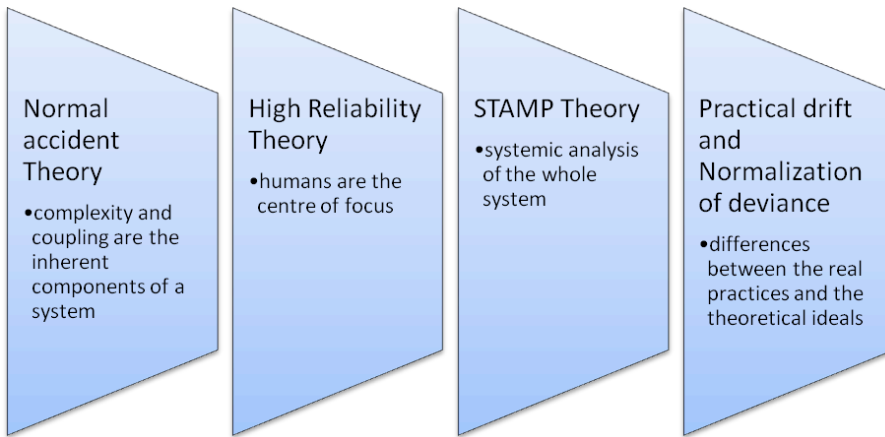 Normal
accident
Theory
•complexity and
coupling are the
inherent
components of a
system
High Reliability
Theory
•humans are the
centre of focus
STAMP Theory
•systemic analysis
of the whole
system
Practical drift
and
Normalization
of deviance
•differences
between the real
practices and the
theoretical ideals